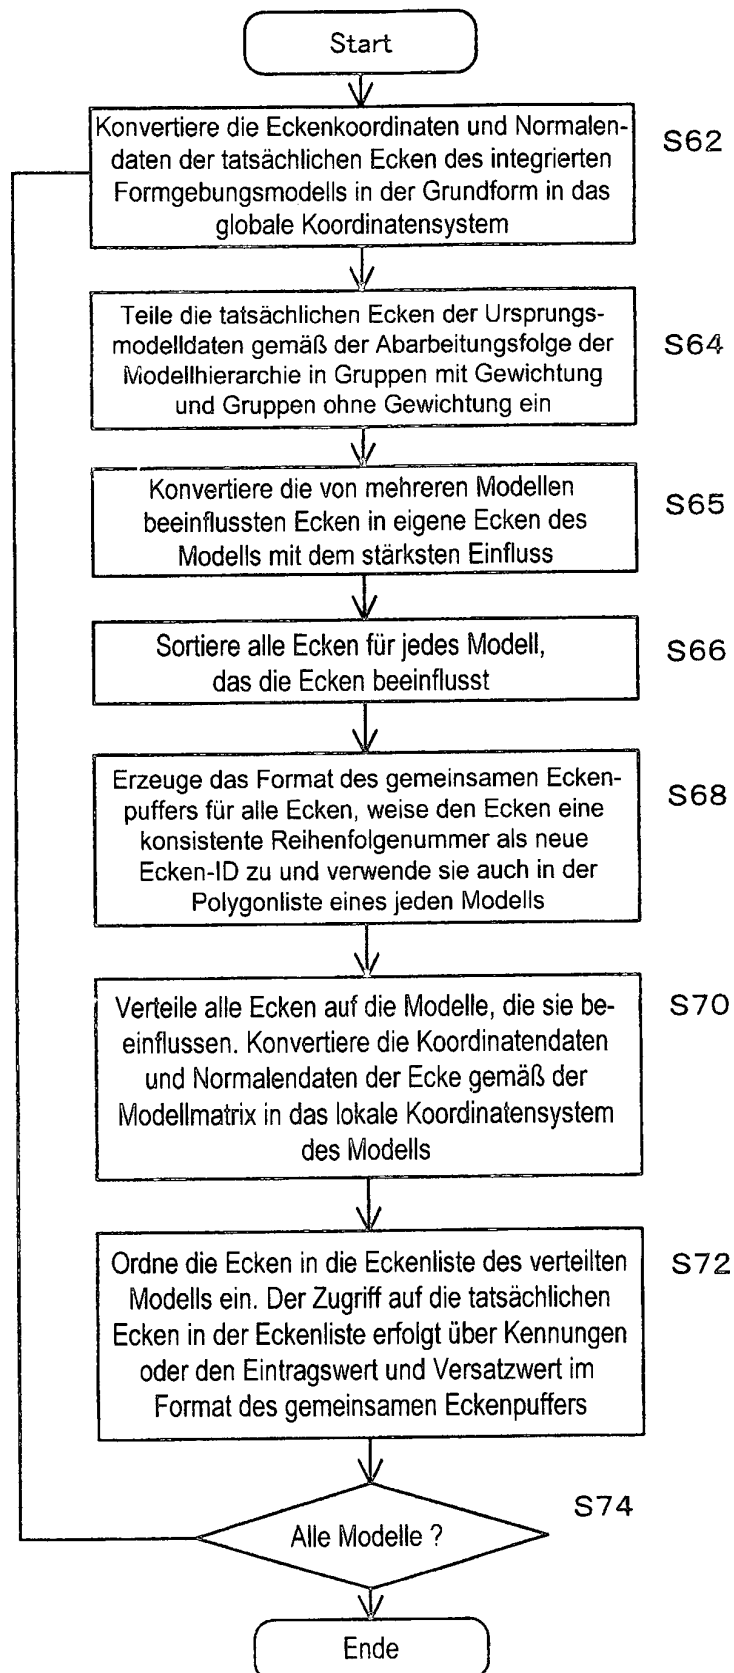 Start
Konvertiere die Eckenkoordinaten und Normalen-
daten der tatsächlichen Ecken des integrierten
Formgebungsmodells in der Grundform in das
globale Koordinatensystem
S62
Teile die tatsächlichen Ecken der Ursprungs-
modelldaten gemäß der Abarbeitungsfolge der
Modellhierarchie in Gruppen mit Gewichtung
und Gruppen ohne Gewichtung ein
S64
Konvertiere die von mehreren Modellen
beeinflussten Ecken in eigene Ecken des
Modells mit dem stärksten Einfluss
S65
Sortiere alle Ecken für jedes Modell,
das die Ecken beeinflusst
S66
Erzeuge das Format des gemeinsamen Ecken-
puffers für alle Ecken, weise den Ecken eine
konsistente Reihenfolgenummer als neue
Ecken-ID zu und verwende sie auch in der
Polygonliste eines jeden Modells
S68
Verteile alle Ecken auf die Modelle, die sie be-
einflussen. Konvertiere die Koordinatendaten
und Normalendaten der Ecke gemäß der
Modellmatrix in das lokale Koordinatensystem
des Modells
S70
Ordne die Ecken in die Eckenliste des verteilten
Modells ein. Der Zugriff auf die tatsächlichen
Ecken in der Eckenliste erfolgt über Kennungen
oder den Eintragswert und Versatzwert im
Format des gemeinsamen Eckenpuffers
S72
Alle Modelle ?
S74
Ende